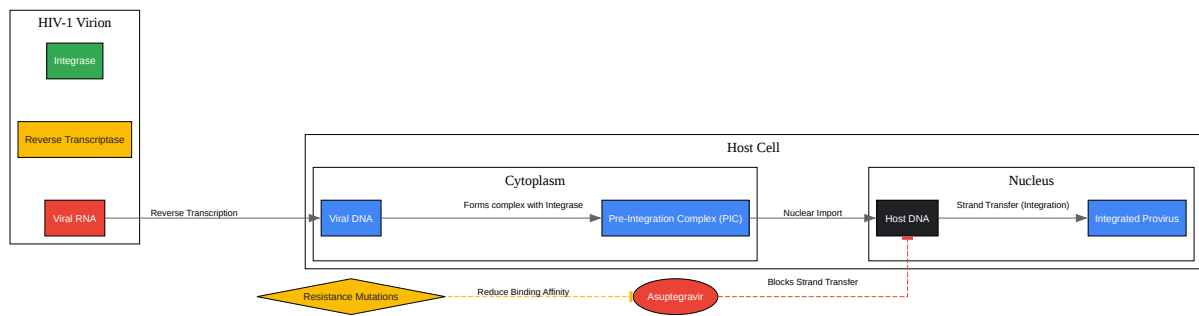 HIV-1 Virion
Integrase
Reverse Transcriptase
Viral RNA
Reverse Transcription
Host Cell
Cytoplasm
Viral DNA
Forms complex with Integrase
Pre-Integration Complex (PIC)
Nuclear Import
Nucleus
Host DNA
Strand Transfer (Integration)
Integrated Provirus
Resistance Mutations
Reduce Binding Affinity
Asuptegravir
Blocks Strand Transfer